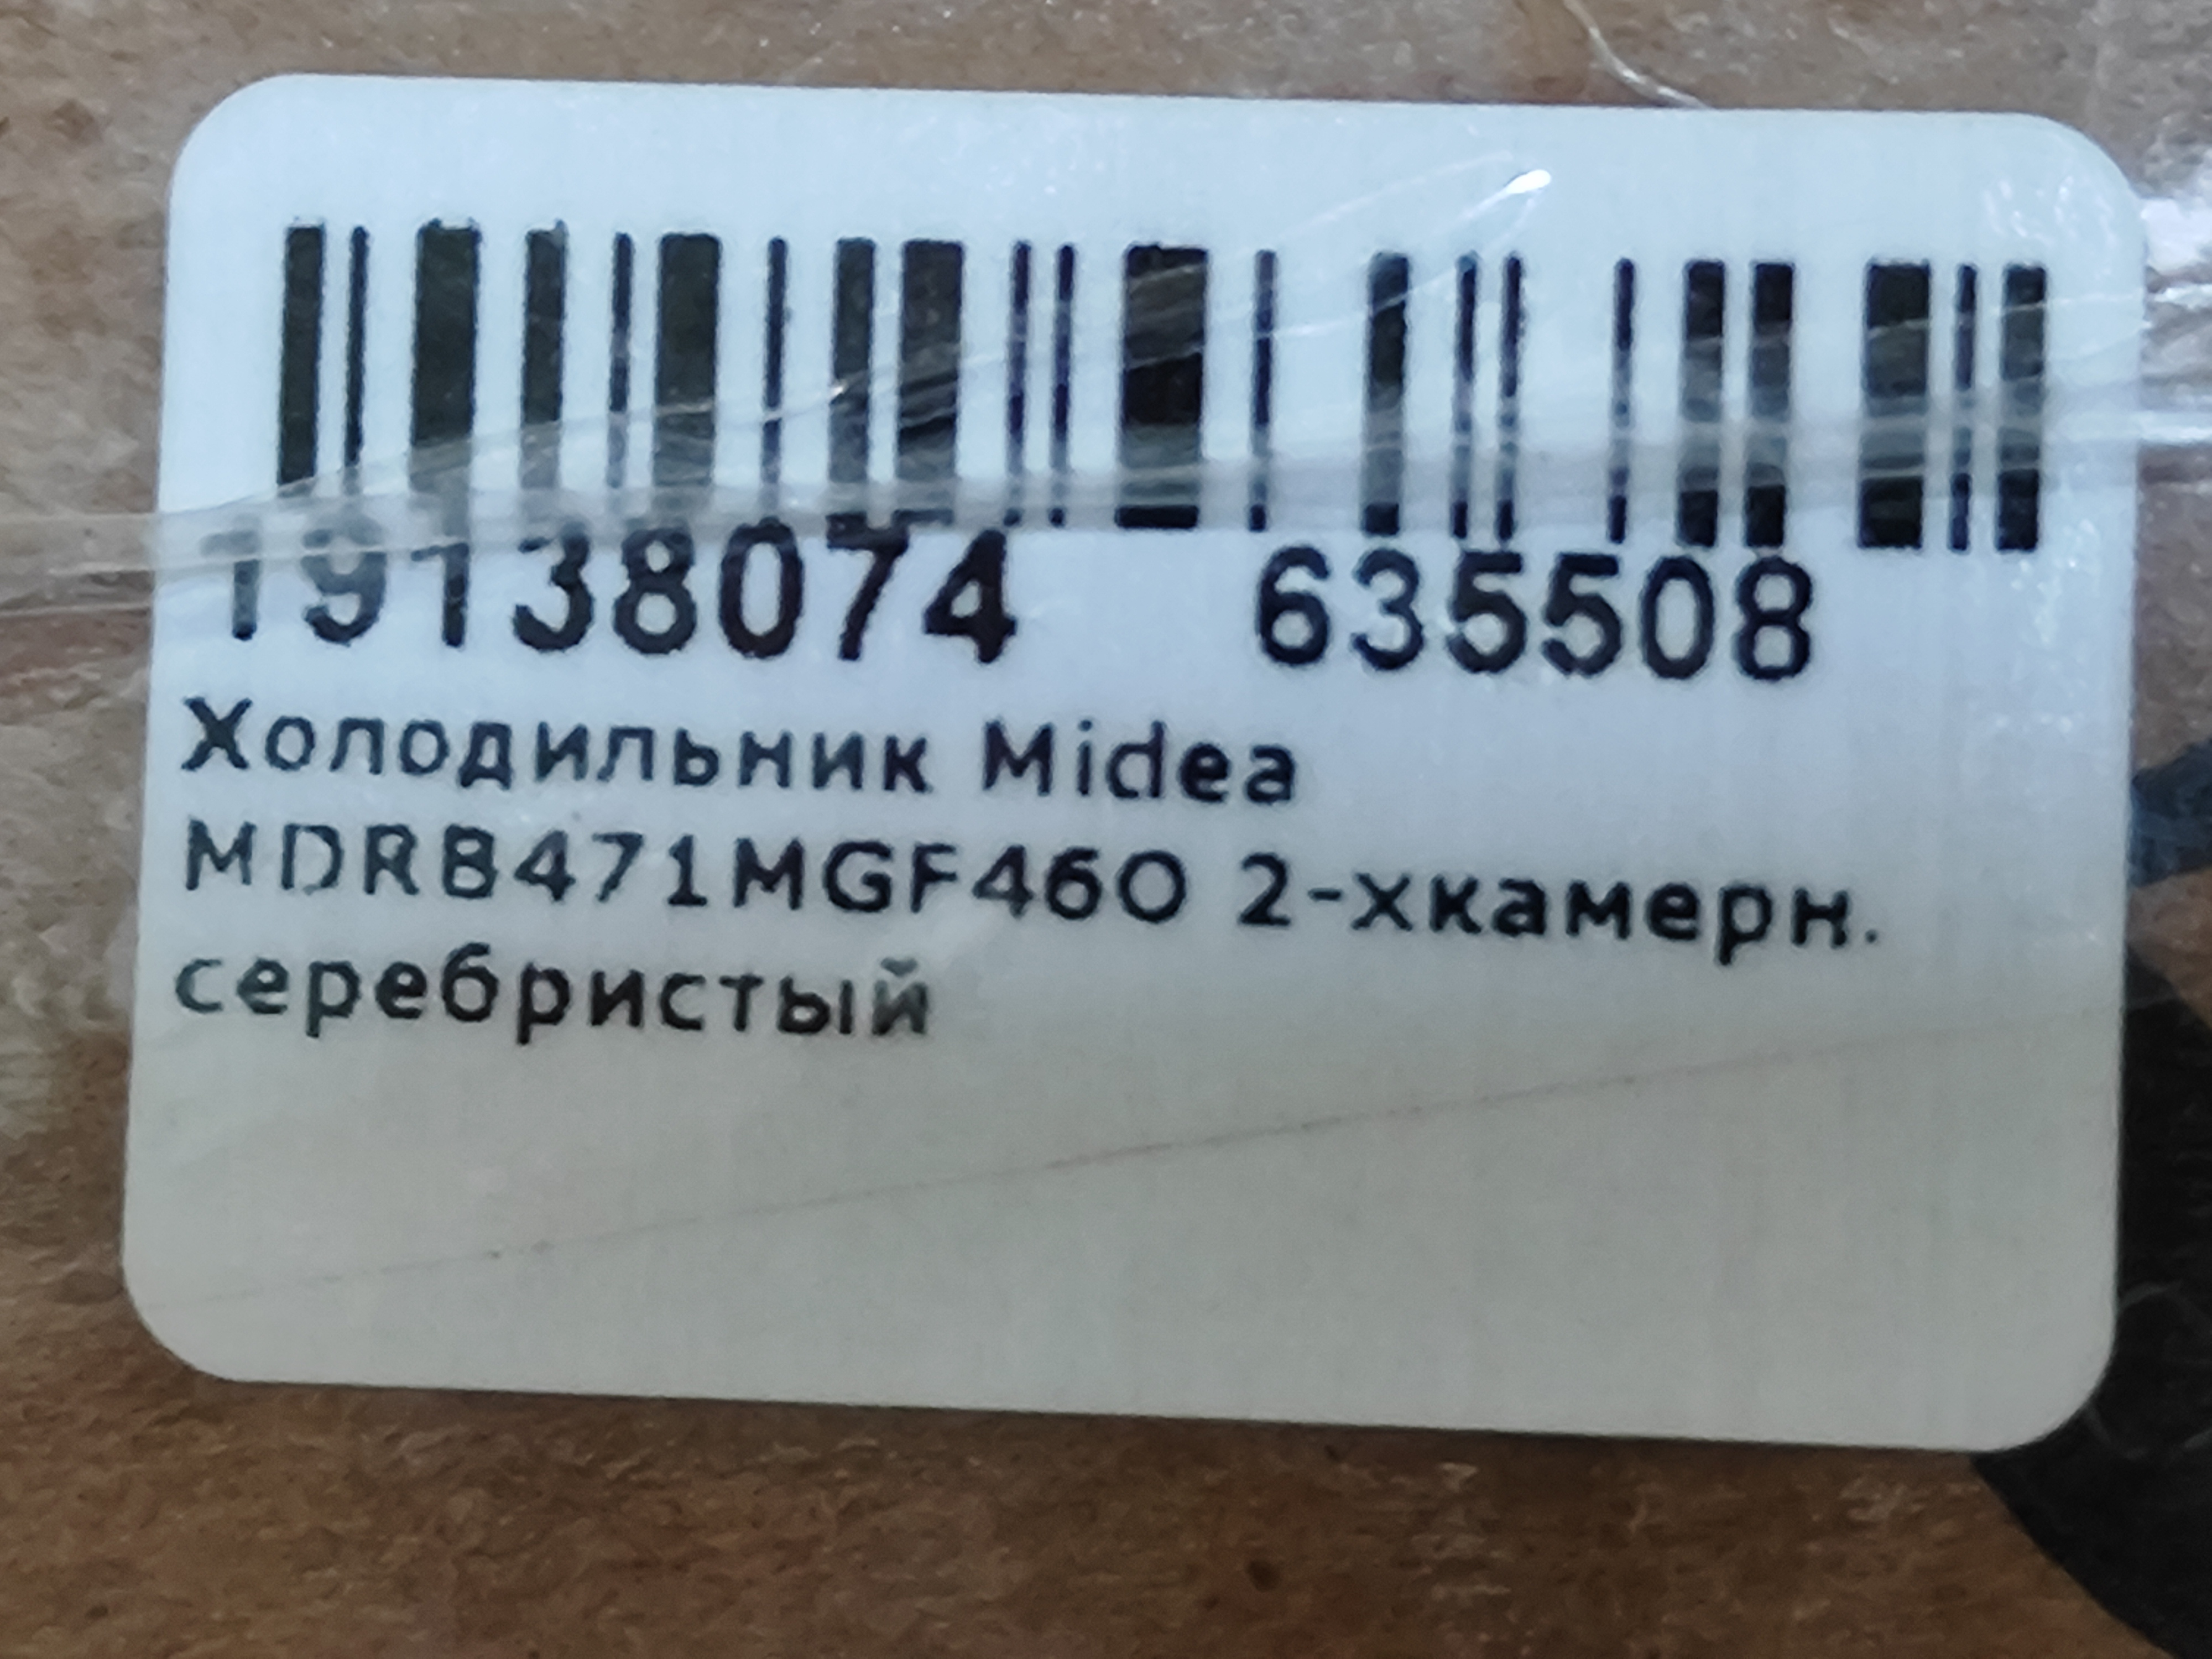 19138074 635508
Холодильник Midea
MDRB471MGF46O 2-хкамерн.
серебристый